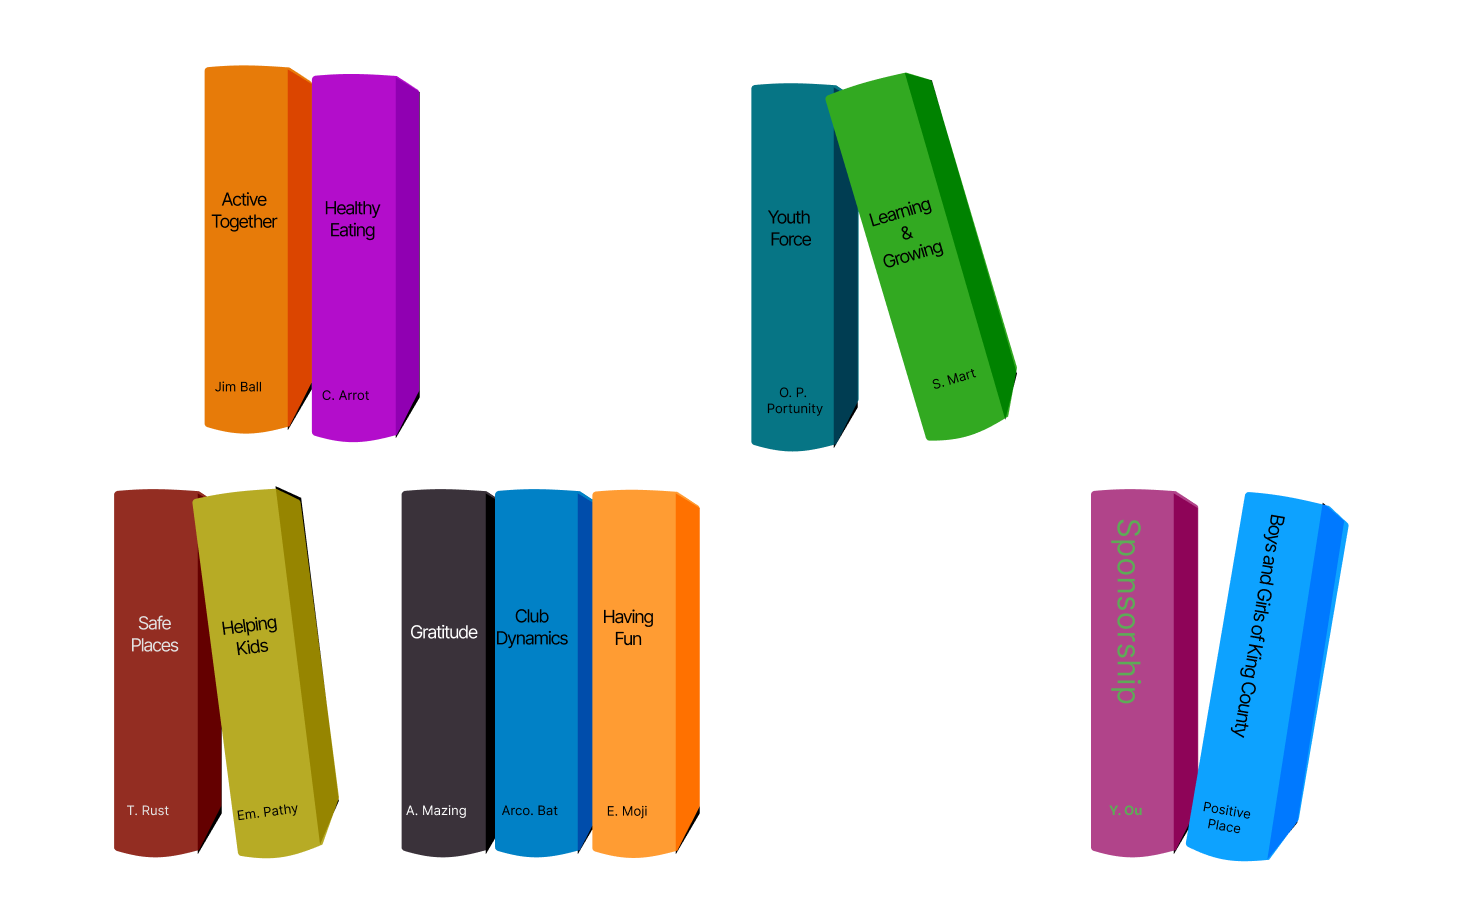 Active
Together
Jim Ball
Healthy
Eating
C. Arrot
Youth
Force
O. P.
Portunity
Learning
&
Growing
S. Mart
Safe
Places
T. Rust
Helping
Kids
Em. Pathy
Gratitude
A. Mazing
Club
Dynamics
Arco. Bat
Having
Fun
E. Moji
Sponsorship
Y. Ou
Boys and Girls of King County
Positive
Place